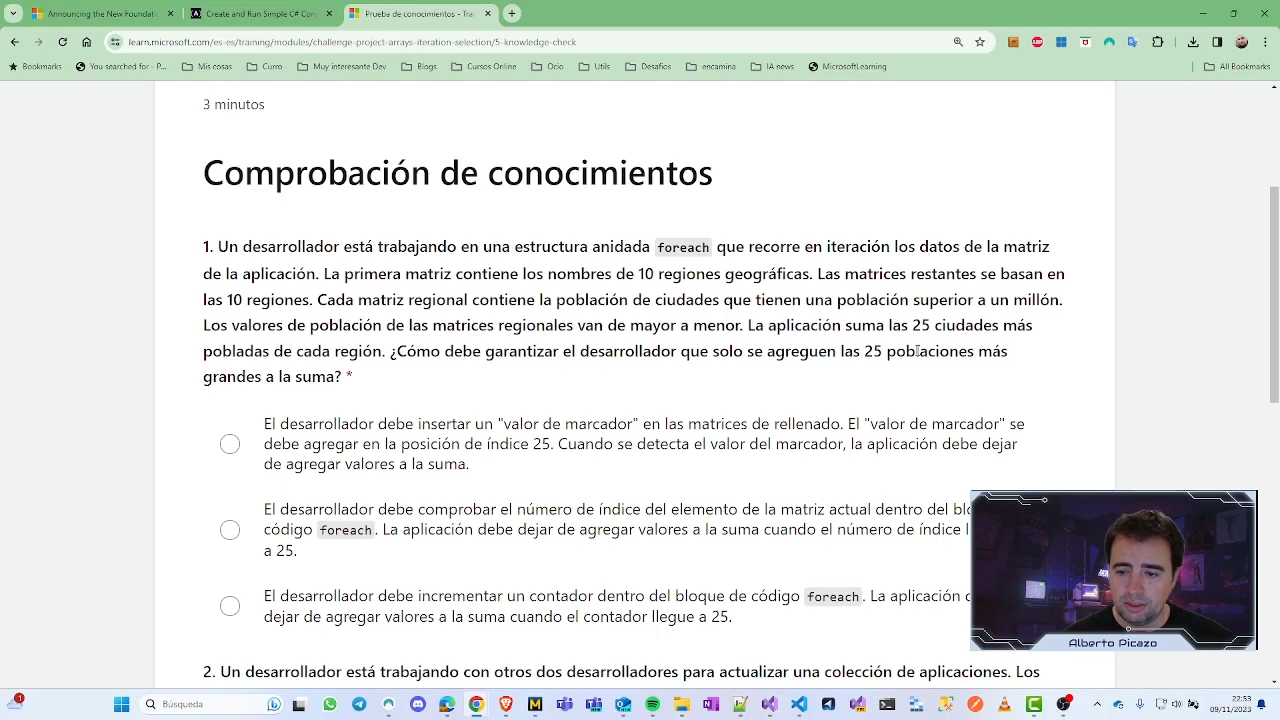 Announcing the New Foundatio
Create and Run Simple C# Cons
Prueba de conocimientos - Trai
learn.microsoft.com/es-es/training/modules/challenge-project-arrays-iteration-selection/5-knowledge-check
Bookmarks
You searched for - P...
Mis cosas
Curro
Muy interesante Dev
Blogs
Cursos Online
Ocio
Utils
Desafios
encamina
IA news
MicrosoftLearning
All Bookmarks
3 minutos
Comprobación de conocimientos
1. Un desarrollador está trabajando en una estructura anidada foreach que recorre en iteración los datos de la matriz
de la aplicación. La primera matriz contiene los nombres de 10 regiones geográficas. Las matrices restantes se basan en
las 10 regiones. Cada matriz regional contiene la población de ciudades que tienen una población superior a un millón.
Los valores de población de las matrices regionales van de mayor a menor. La aplicación suma las 25 ciudades más
pobladas de cada región. ¿Cómo debe garantizar el desarrollador que solo se agreguen las 25 poblaciones más
grandes a la suma? *
El desarrollador debe insertar un "valor de marcador" en las matrices de rellenado. El "valor de marcador" se
debe agregar en la posición de índice 25. Cuando se detecta el valor del marcador, la aplicación debe dejar
de agregar valores a la suma.
El desarrollador debe comprobar el número de índice del elemento de la matriz actual dentro del blo
código foreach. La aplicación debe dejar de agregar valores a la suma cuando el número de índice l
a 25.
El desarrollador debe incrementar un contador dentro del bloque de código foreach. La aplicación d
dejar de agregar valores a la suma cuando el contador llegue a 25.
2. Un desarrollador está trabajando con otros dos desarrolladores para actualizar una colección de aplicaciones. Los
Alberto Picazo
Búsqueda
22:53
09/11/2023